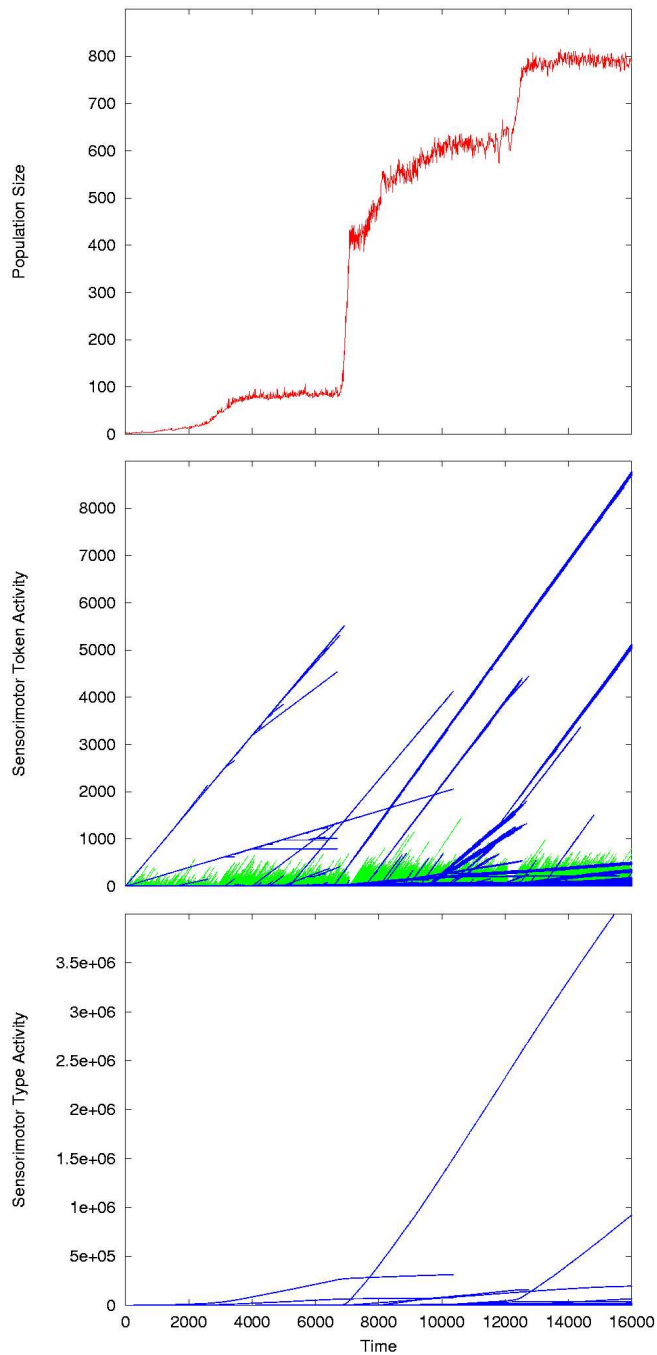 800
700
600
500
400
300
200
100
0
Population Size
8000
7000
6000
5000
4000
3000
2000
1000
0
Sensorimotor Token Activity
3.5e+06
3e+06
2.5e+06
2e+06
1.5e+06
1e+06
5e+05
0
Sensorimotor Type Activity
0 2000 4000 6000 8000 10000 12000 14000 16000
Time